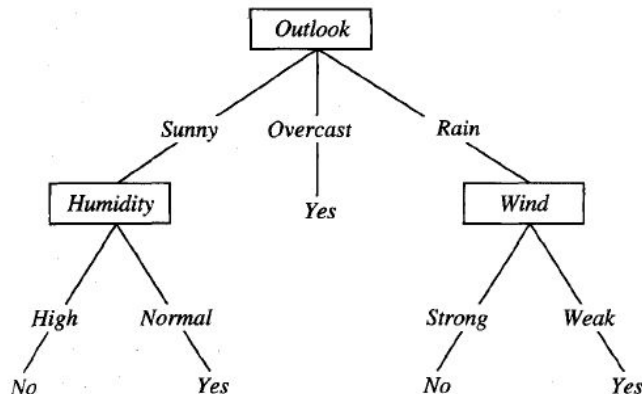 Outlook
Sunny Overcast Rain
Humidity Yes Wind
High Normal Strong Weak
No Yes No Yes